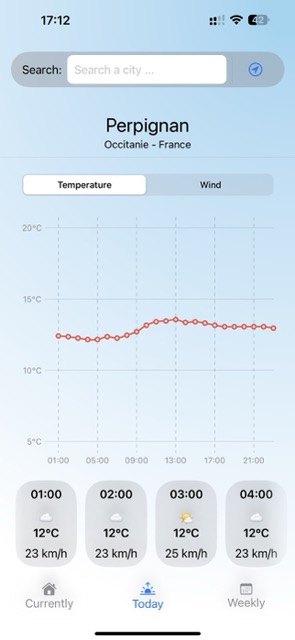 17:12
42
Search: Search a city ...
Perpignan
Occitanie - France
Temperature Wind
20°C
15°C
10°C
5°C
01:00 05:00 09:00 13:00 17:00 21:00
01:00 02:00 03:00 04:00
12°C 12°C 12°C 12°C
23 km/h 23 km/h 25 km/h 23 km/h
Currently Today Weekly